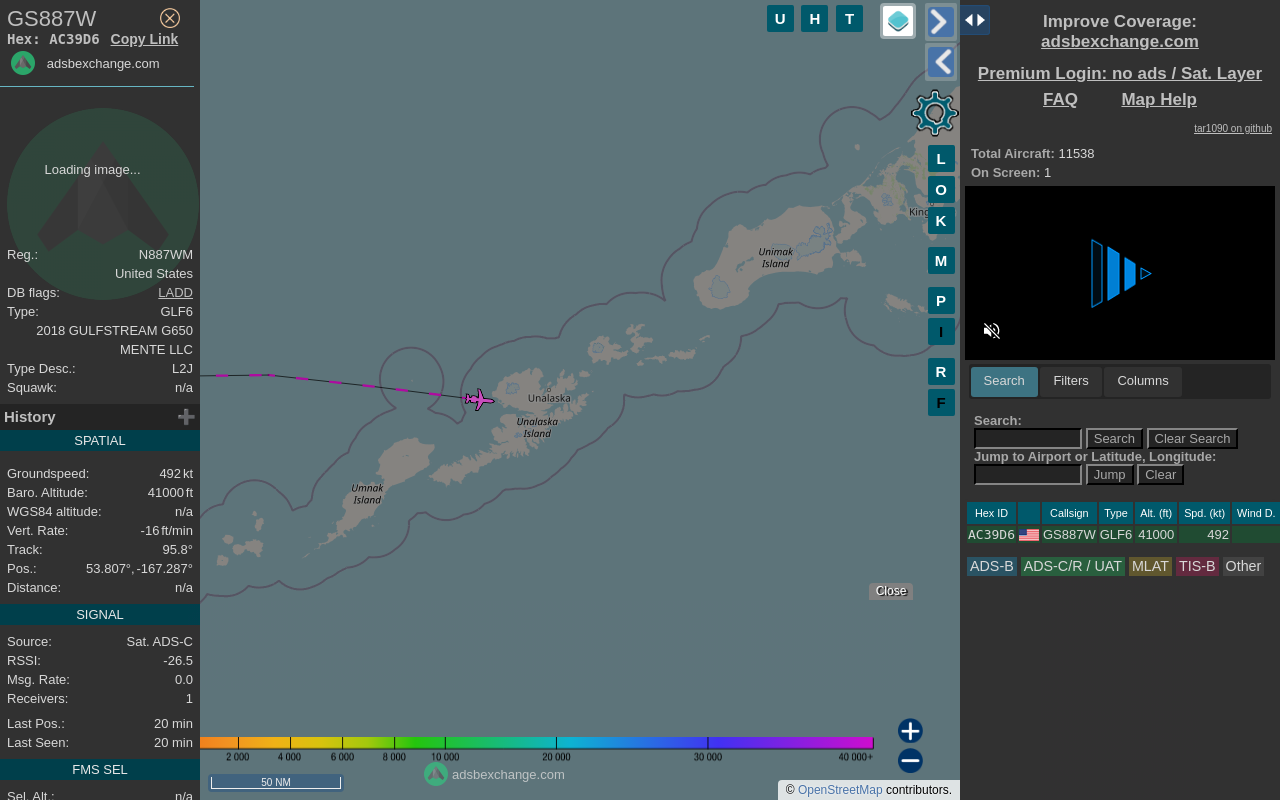 GS887W
Hex: AC39D6 Copy Link
adsbexchange.com
Loading image...
Reg.: N887WM
United States
DB flags: LADD
Type: GLF6
2018 GULFSTREAM G650
MENTE LLC
Type Desc.: L2J
Squawk: n/a
History
SPATIAL
Groundspeed: 492 kt
Baro. Altitude: 41000 ft
WGS84 altitude: n/a
Vert. Rate: -16 ft/min
Track: 95.8°
Pos.: 53.807°, -167.287°
Distance: n/a
SIGNAL
Source: Sat. ADS-C
RSSI: -26.5
Msg. Rate: 0.0
Receivers: 1
Last Pos.: 20 min
Last Seen: 20 min
FMS SEL
Sel. Alt.: n/a
U H T
L
O
K
M
P
I
R
F
King
Unimak
Island
Unalaska
Unalaska
Island
Umnak
Island
Close
2 000 4 000 6 000 8 000 10 000 20 000 30 000 40 000+
adsbexchange.com
50 NM
© OpenStreetMap contributors.
Improve Coverage:
adsbexchange.com
Premium Login: no ads / Sat. Layer
FAQ Map Help
tar1090 on github
Total Aircraft: 11538
On Screen: 1
Search Filters Columns
Search:
Search Clear Search
Jump to Airport or Latitude, Longitude:
Jump Clear
Hex ID Callsign Type Alt. (ft) Spd. (kt) Wind D.
AC39D6 GS887W GLF6 41000 492
ADS-B ADS-C/R / UAT MLAT TIS-B Other